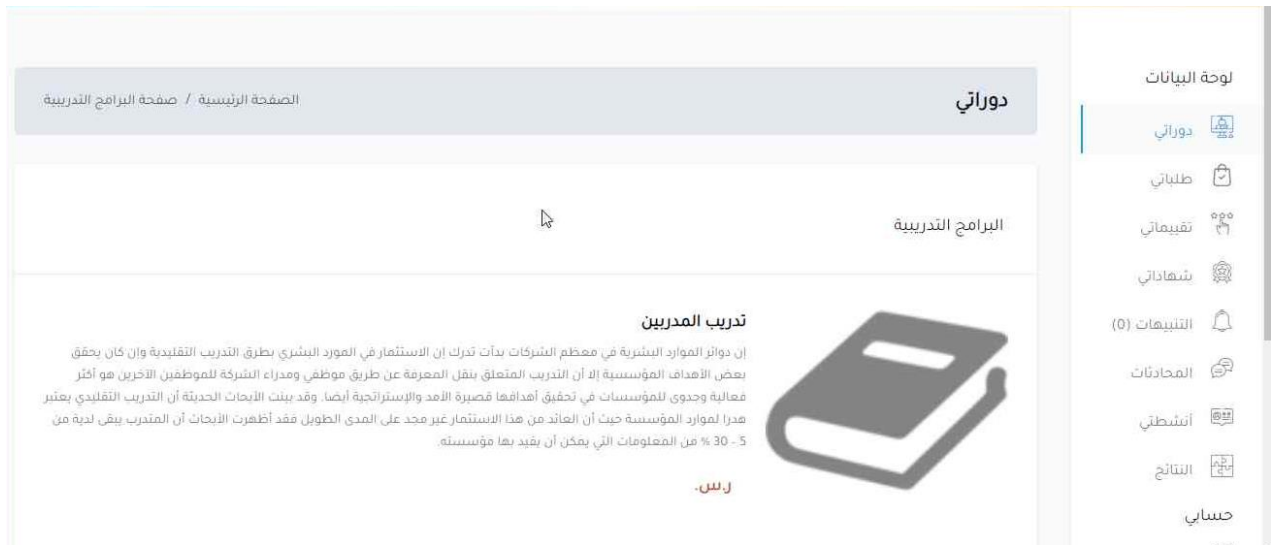 لوحة البيانات
دوراتي
طلباتي
تقييماتي
شهاداتي
التنبيهات (0)
المحادثات
أنشطتي
النتائج
حسابي
دوراتي
الصفحة الرئيسية / صفحة البرامج التدريبية
البرامج التدريبية
تدريب المدربين
إن دوائر الموارد البشرية في معظم الشركات بدأت تدرك إن الاستثمار في المورد البشري بطرق التدريب التقليدية وإن كان يحقق
بعض الأهداف المؤسسية إلا أن التدريب المتعلق بنقل المعرفة عن طريق موظفي ومدراء الشركة للموظفين الآخرين هو أكثر
فعالية وجدوى للمؤسسات في تحقيق أهدافها قصيرة الأمد والإستراتجية أيضا. وقد بينت الأبحاث الحديثة أن التدريب التقليدي يعتبر
هدرا لموارد المؤسسة حيث أن العائد من هذا الاستثمار غير مجد على المدى الطويل فقد أظهرت الأبحاث أن المتدرب يبقى لدية من
5 - 30 % من المعلومات التي يمكن أن يفيد بها مؤسسته.
ر.س.